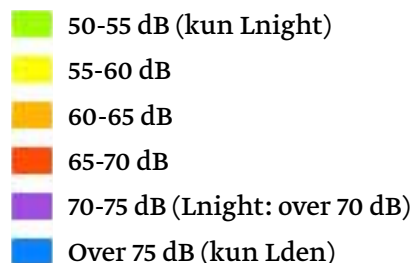 50-55 dB (kun Lnight)
55-60 dB
60-65 dB
65-70 dB
70-75 dB (Lnight: over 70 dB)
Over 75 dB (kun Lden)